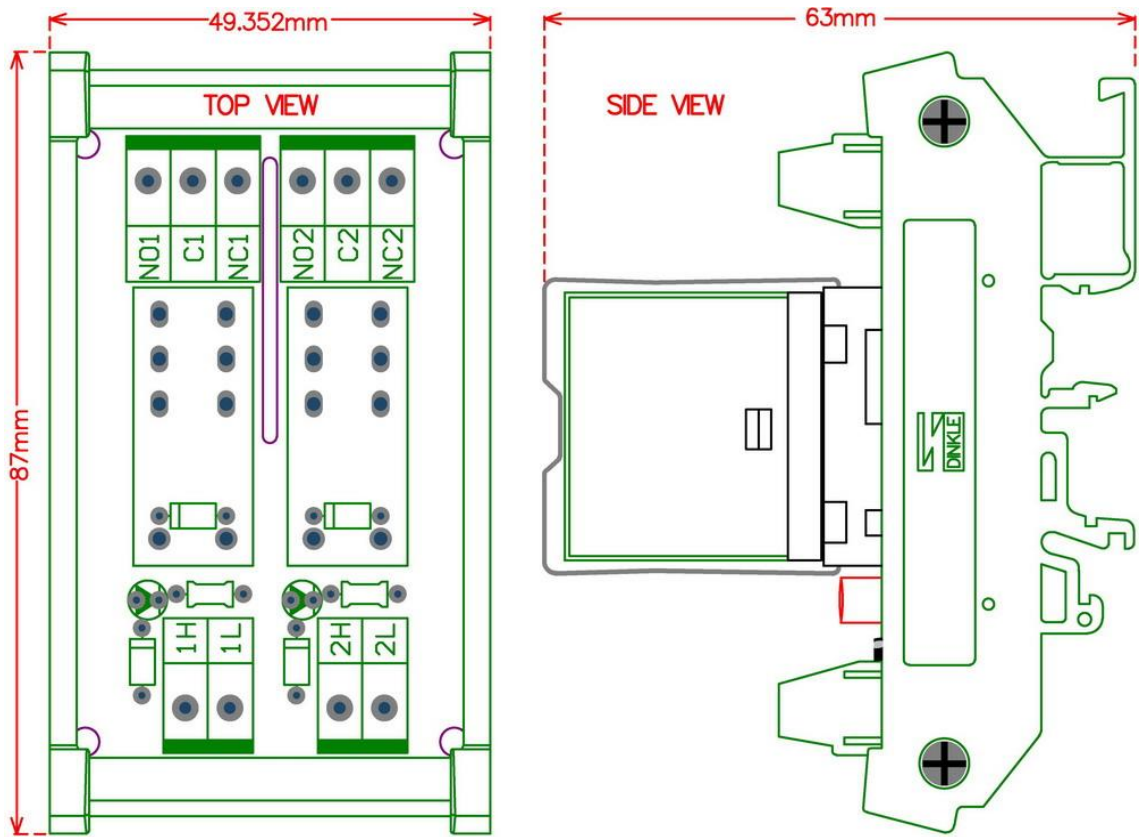 49.352mm
63mm
TOP VIEW
SIDE VIEW
87mm
NO1
C1
NC1
NO2
C2
NC2
1H
1L
2H
2L
DINKLE